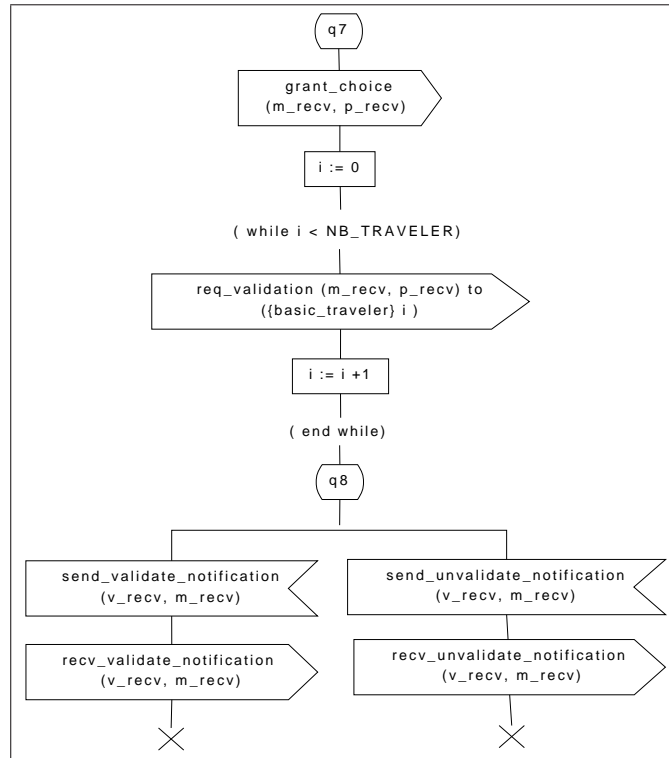 q7
grant_choice
(m_recv, p_recv)
i := 0
( while i < NB_TRAVELER)
req_validation (m_recv, p_recv) to
({basic_traveler} i )
i := i +1
( end while)
q8
send_validate_notification
(v_recv, m_recv)
send_unvalidate_notification
(v_recv, m_recv)
recv_validate_notification
(v_recv, m_recv)
recv_unvalidate_notification
(v_recv, m_recv)